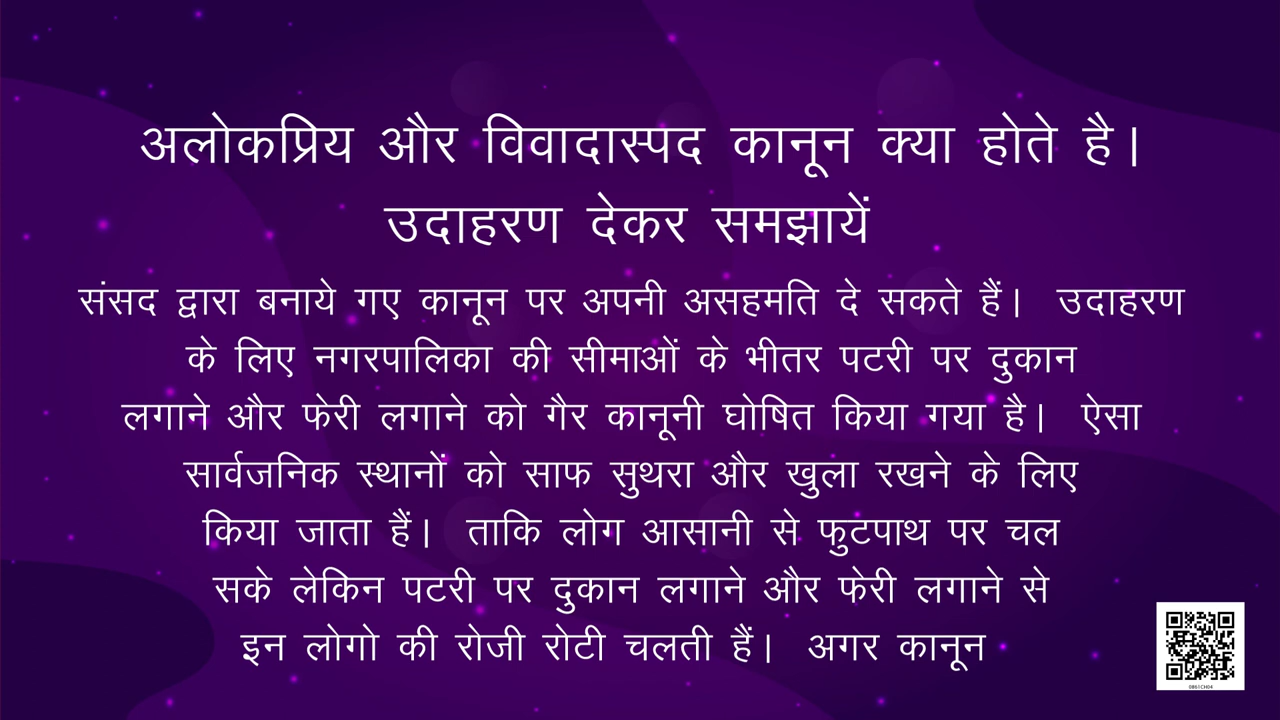 अलोकप्रिय और विवादास्पद कानून क्या होते है।
उदाहरण देकर समझायें
संसद द्वारा बनाये गए कानून पर अपनी असहमति दे सकते हैं। उदाहरण
के लिए नगरपालिका की सीमाओं के भीतर पटरी पर दुकान
लगाने और फेरी लगाने को गैर कानूनी घोषित किया गया है। ऐसा
सार्वजनिक स्थानों को साफ सुथरा और खुला रखने के लिए
किया जाता हैं। ताकि लोग आसानी से फुटपाथ पर चल
सके लेकिन पटरी पर दुकान लगाने और फेरी लगाने से
इन लोगो की रोजी रोटी चलती हैं। अगर कानून
0861CH04